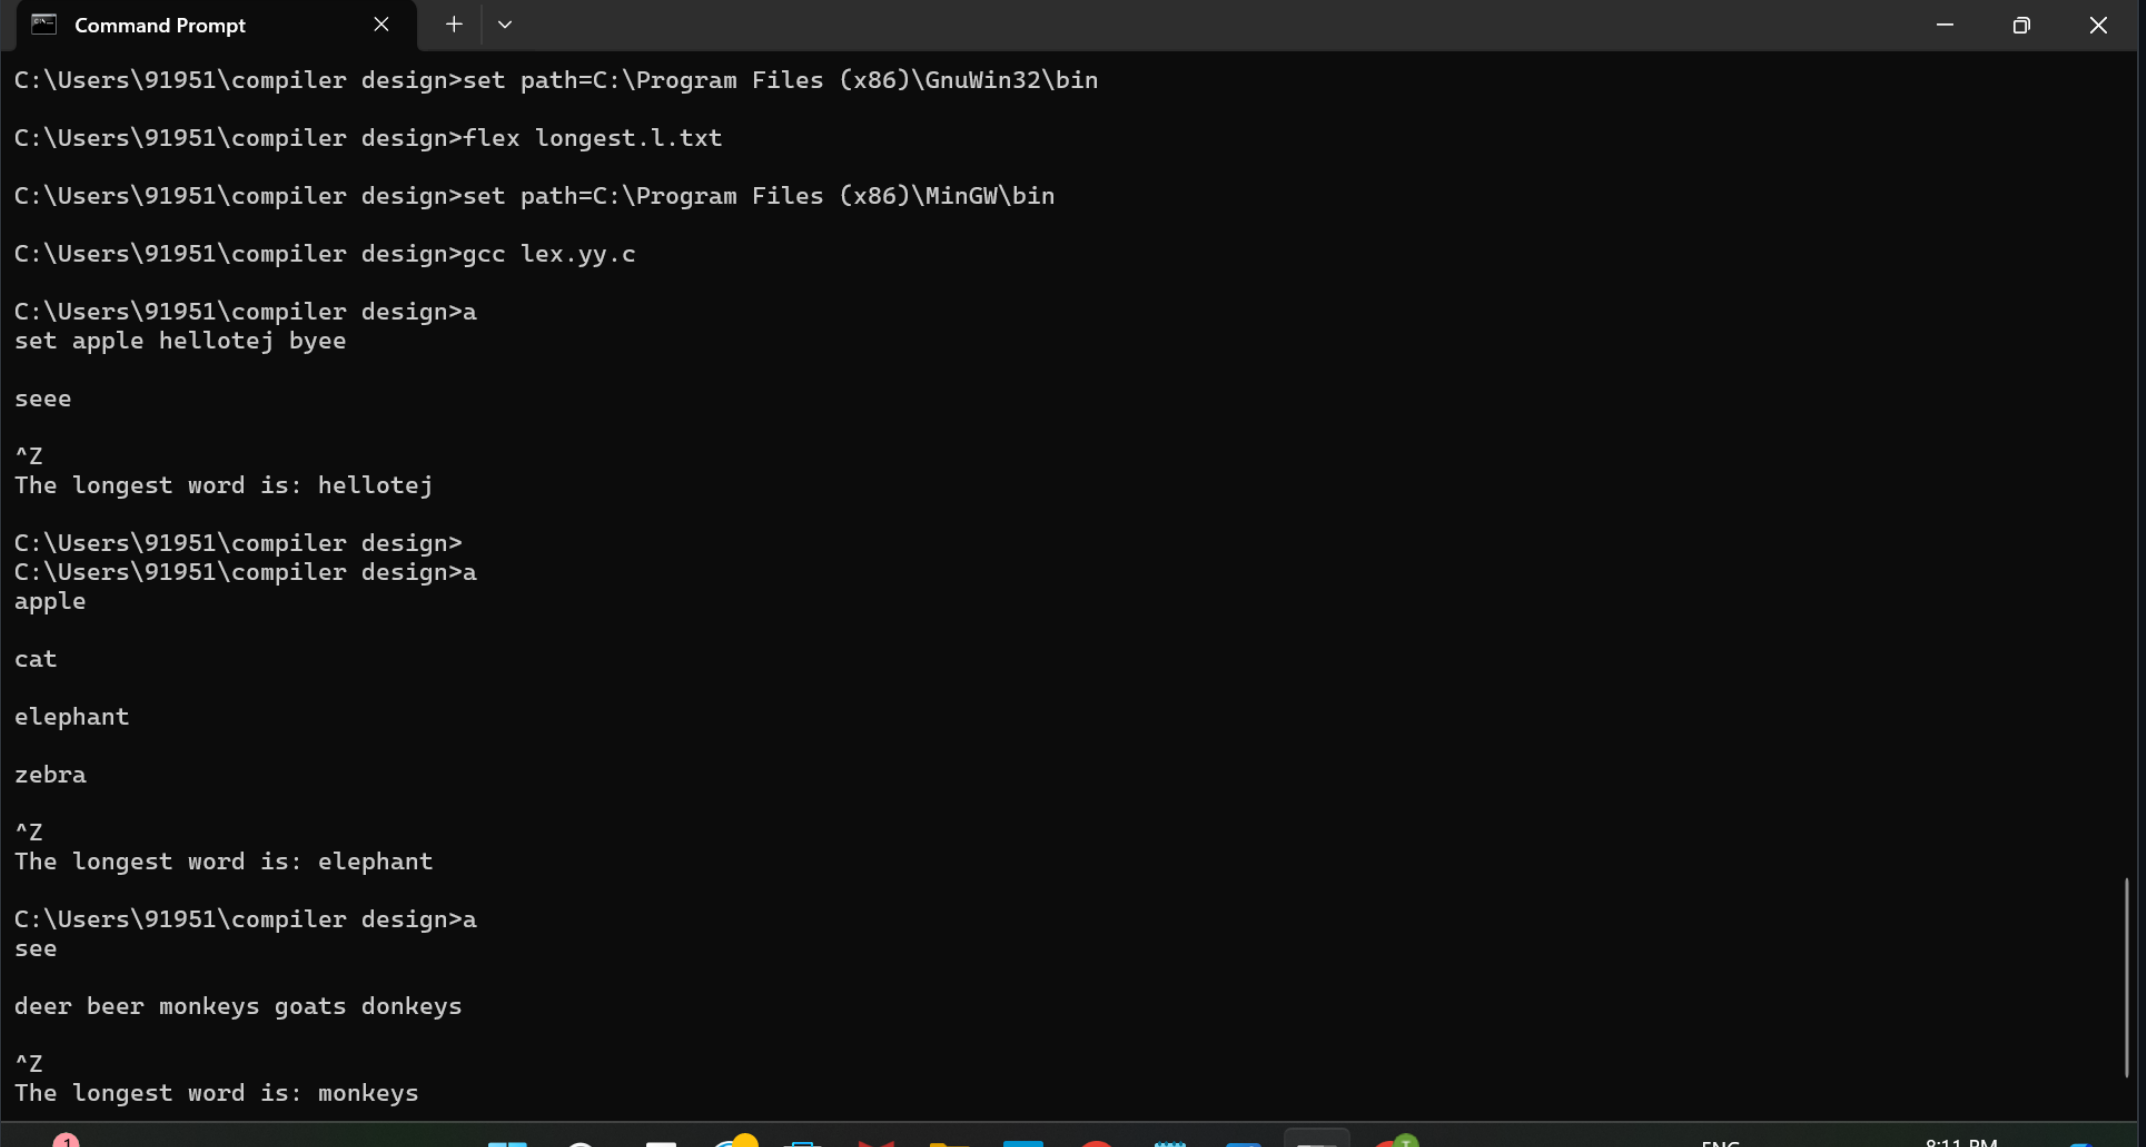 Command Prompt
C:\Users\91951\compiler design>set path=C:\Program Files (x86)\GnuWin32\bin
C:\Users\91951\compiler design>flex longest.l.txt
C:\Users\91951\compiler design>set path=C:\Program Files (x86)\MinGW\bin
C:\Users\91951\compiler design>gcc lex.yy.c
C:\Users\91951\compiler design>a
set apple hellotej byee
seee
^Z
The longest word is: hellotej
C:\Users\91951\compiler design>
C:\Users\91951\compiler design>a
apple
cat
elephant
zebra
^Z
The longest word is: elephant
C:\Users\91951\compiler design>a
see
deer beer monkeys goats donkeys
^Z
The longest word is: monkeys
1
ENG
8:11 PM